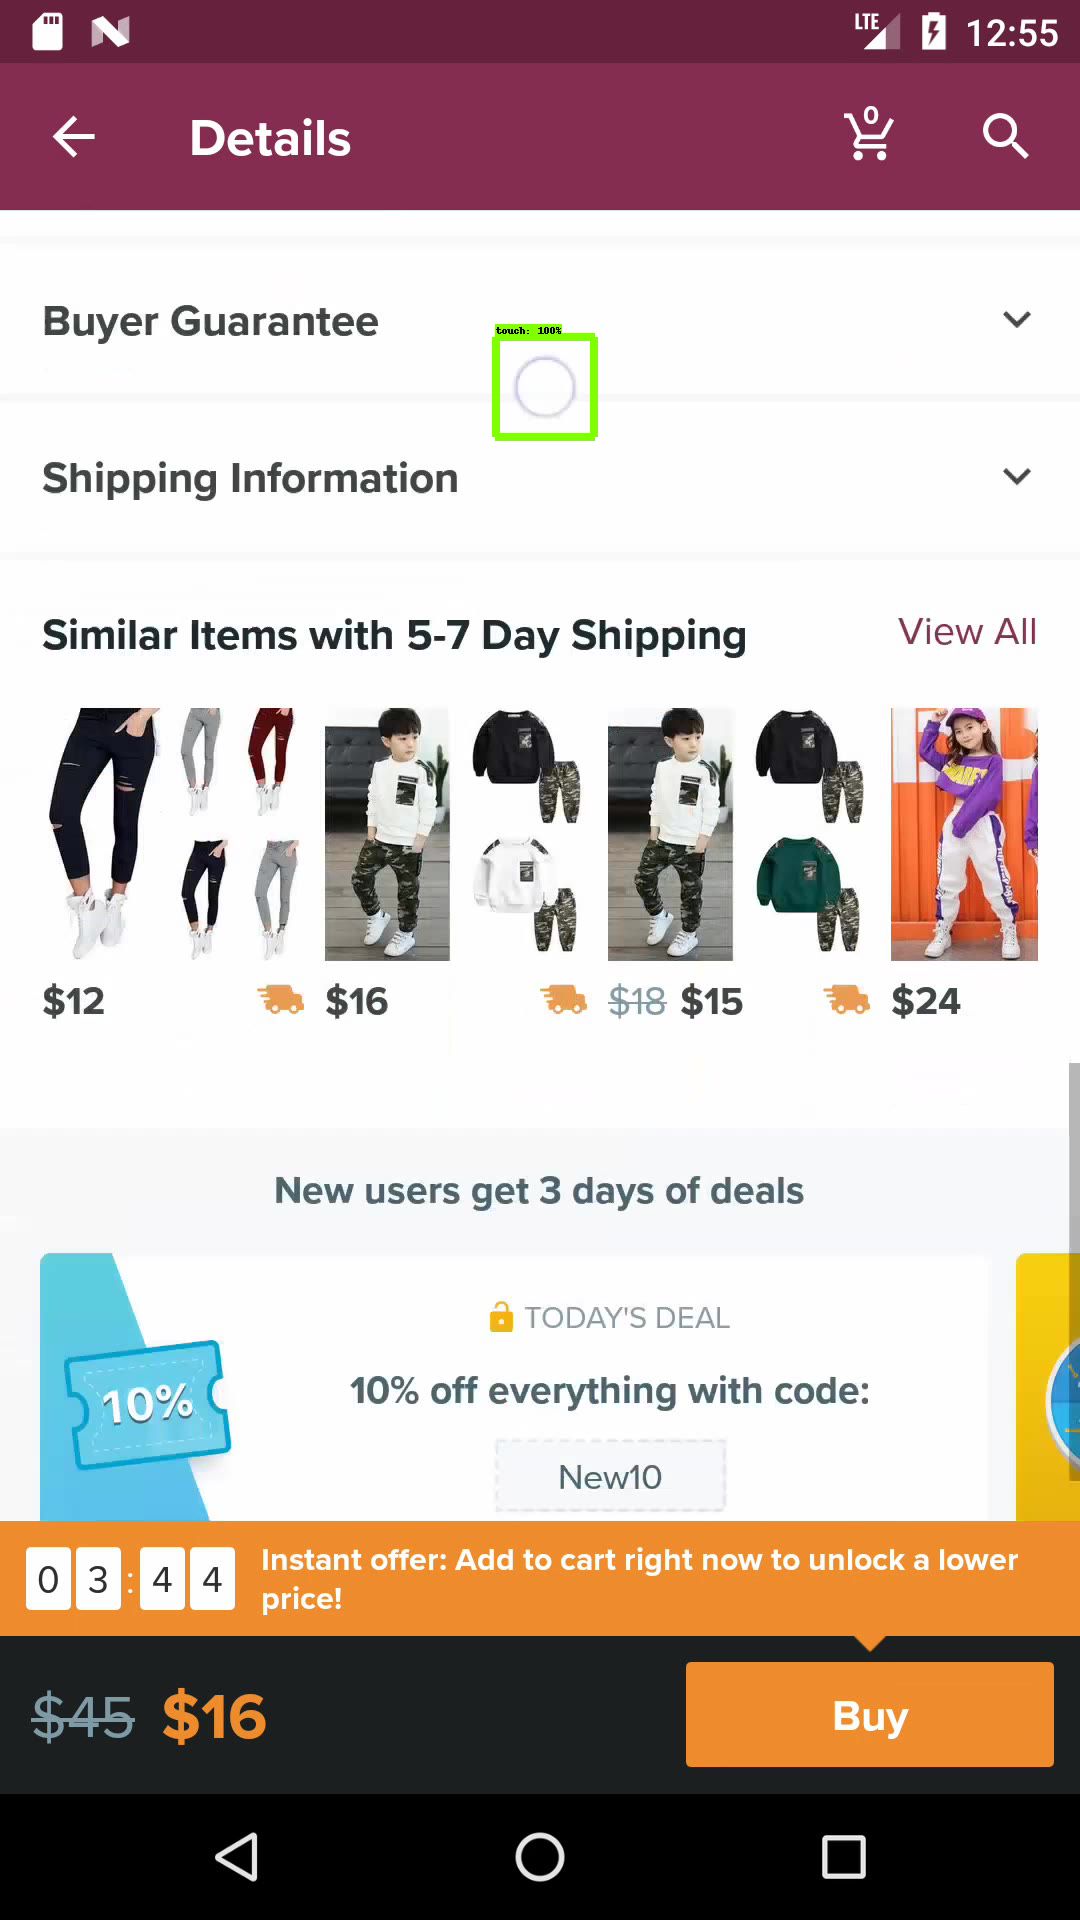 LTE 12:55
Details
0
Buyer Guarantee
touch: 100%
Shipping Information
Similar Items with 5-7 Day Shipping
View All
$12
$16
$18 $15
$24
New users get 3 days of deals
TODAY'S DEAL
10%
10% off everything with code:
New10
0 3 : 4 4
Instant offer: Add to cart right now to unlock a lower
price!
$45 $16
Buy